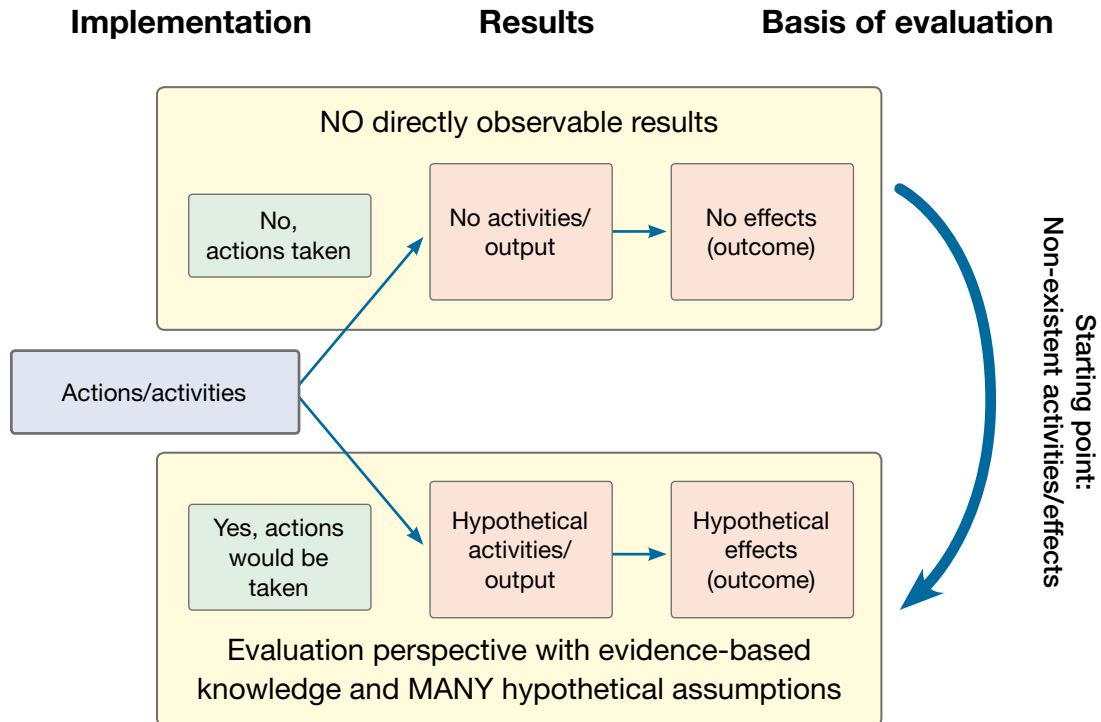 Implementation
Results
Basis of evaluation
NO directly observable results
No,
actions taken
No activities/
output
No effects
(outcome)
Actions/activities
Yes, actions
would be
taken
Hypothetical
activities/
output
Hypothetical
effects
(outcome)
Evaluation perspective with evidence-based
knowledge and MANY hypothetical assumptions
Starting point:
Non-existent activities/effects